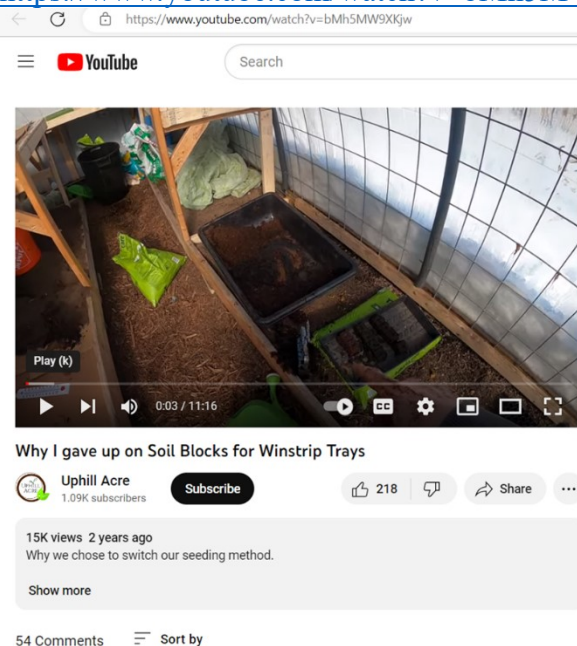 https://www.youtube.com/watch?v=bMh5MW9XKjw
YouTube
Search
Play (k)
0:03 / 11:16
CC
Why I gave up on Soil Blocks for Winstrip Trays
Uphill Acre
1.09K subscribers
Subscribe
218
Share
15K views 2 years ago
Why we chose to switch our seeding method.
Show more
54 Comments
Sort by